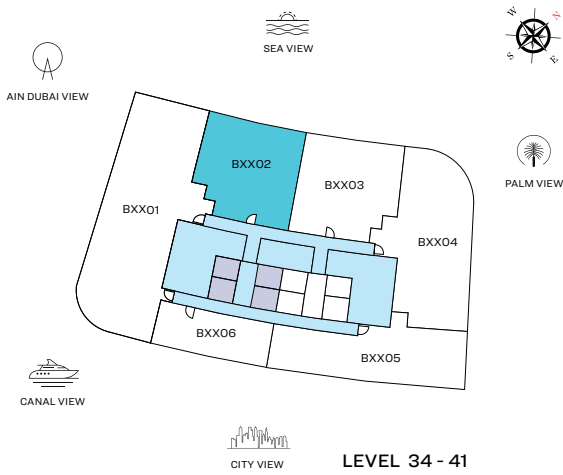 SEA VIEW
W
N
S
E
AIN DUBAI VIEW
PALM VIEW
BXX02
BXX03
BXX01
BXX04
BXX06
BXX05
CANAL VIEW
CITY VIEW
LEVEL 34 - 41